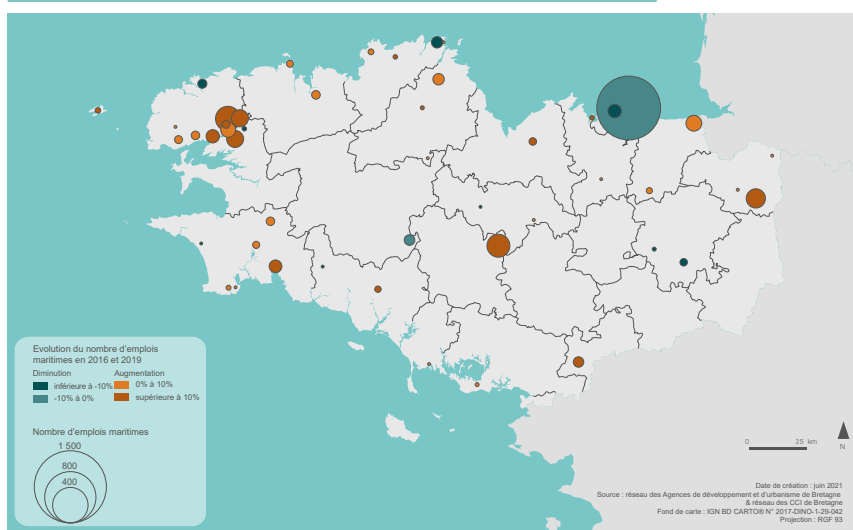 Evolution du nombre d'emplois
maritimes en 2016 et 2019
Diminution Augmentation
inférieure à -10% 0% à 10%
-10% à 0% supérieure à 10%
Nombre d'emplois maritimes
1 500
800
400
0 25 km
N
Date de création : juin 2021
Source : réseau des Agences de développement et d'urbanisme de Bretagne
& réseau des CCI de Bretagne
Fond de carte : IGN BD CARTO® N° 2017-DINO-1-29-042
Projection : RGF 93